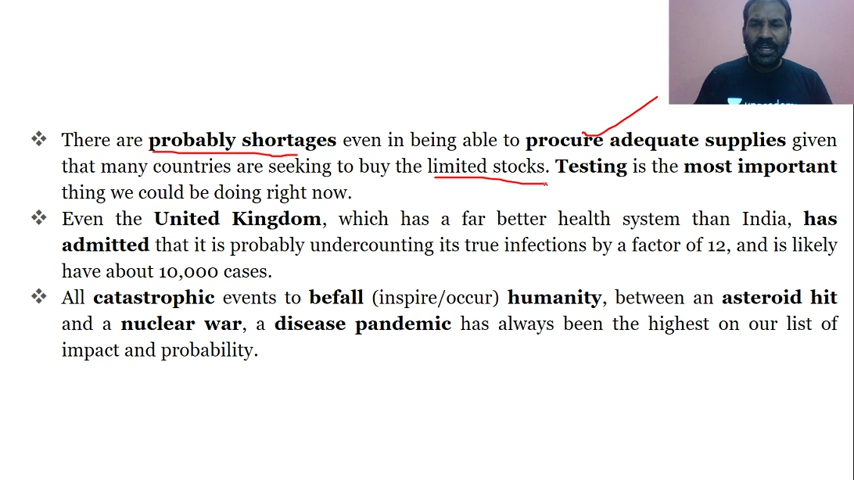 There are probably shortages even in being able to procure adequate supplies given
that many countries are seeking to buy the limited stocks. Testing is the most important
thing we could be doing right now.
Even the United Kingdom, which has a far better health system than India, has
admitted that it is probably undercounting its true infections by a factor of 12, and is likely
have about 10,000 cases.
All catastrophic events to befall (inspire/occur) humanity, between an asteroid hit
and a nuclear war, a disease pandemic has always been the highest on our list of
impact and probability.